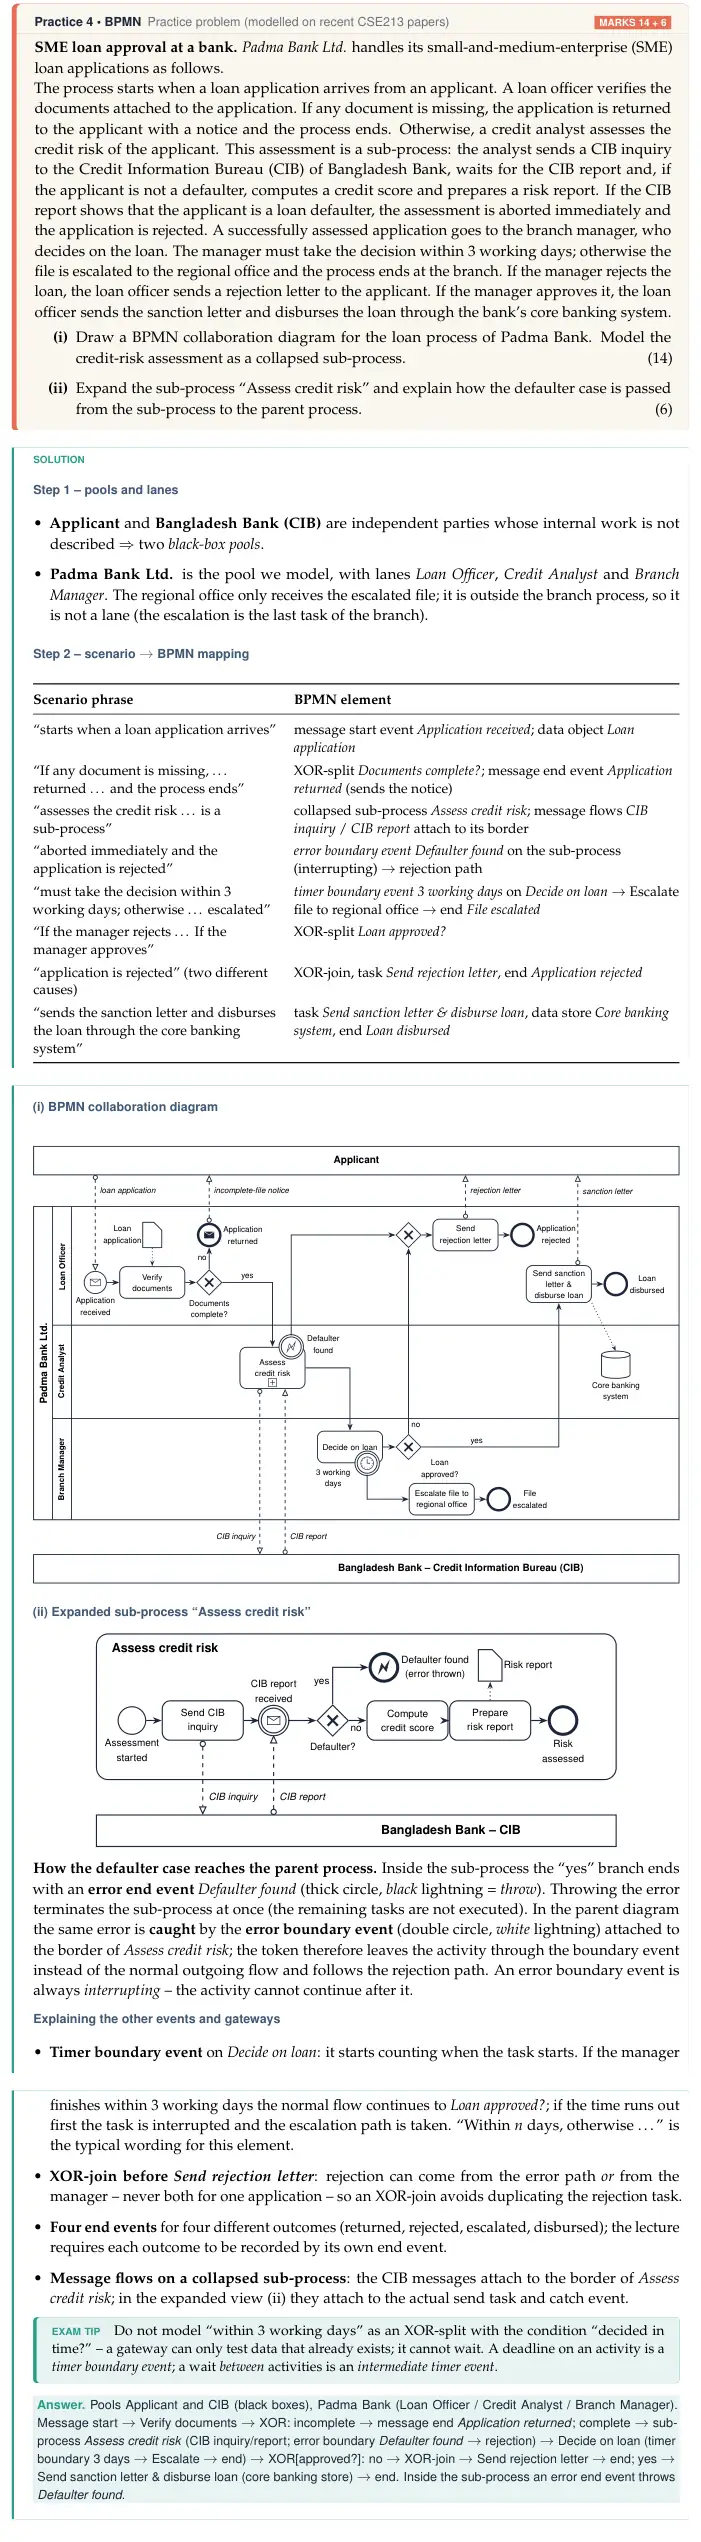 Practice 4 • BPMN Practice problem (modelled on recent CSE213 papers) MARKS 14 + 6
SME loan approval at a bank. Padma Bank Ltd. handles its small-and-medium-enterprise (SME)
loan applications as follows.
The process starts when a loan application arrives from an applicant. A loan officer verifies the
documents attached to the application. If any document is missing, the application is returned
to the applicant with a notice and the process ends. Otherwise, a credit analyst assesses the
credit risk of the applicant. This assessment is a sub-process: the analyst sends a CIB inquiry
to the Credit Information Bureau (CIB) of Bangladesh Bank, waits for the CIB report and, if
the applicant is not a defaulter, computes a credit score and prepares a risk report. If the CIB
report shows that the applicant is a loan defaulter, the assessment is aborted immediately and
the application is rejected. A successfully assessed application goes to the branch manager, who
decides on the loan. The manager must take the decision within 3 working days; otherwise the
file is escalated to the regional office and the process ends at the branch. If the manager rejects the
loan, the loan officer sends a rejection letter to the applicant. If the manager approves it, the loan
officer sends the sanction letter and disburses the loan through the bank's core banking system.
(i) Draw a BPMN collaboration diagram for the loan process of Padma Bank. Model the
credit-risk assessment as a collapsed sub-process. (14)
(ii) Expand the sub-process “Assess credit risk” and explain how the defaulter case is passed
from the sub-process to the parent process. (6)
SOLUTION
Step 1 – pools and lanes
• Applicant and Bangladesh Bank (CIB) are independent parties whose internal work is not
described ⇒ two black-box pools.
• Padma Bank Ltd. is the pool we model, with lanes Loan Officer, Credit Analyst and Branch
Manager. The regional office only receives the escalated file; it is outside the branch process, so it
is not a lane (the escalation is the last task of the branch).
Step 2 – scenario → BPMN mapping
Scenario phrase BPMN element
“starts when a loan application arrives” message start event Application received; data object Loan
application
“If any document is missing, ... XOR-split Documents complete?; message end event Application
returned ... and the process ends” returned (sends the notice)
“assesses the credit risk ... is a collapsed sub-process Assess credit risk; message flows CIB
sub-process” inquiry / CIB report attach to its border
“aborted immediately and the error boundary event Defaulter found on the sub-process
application is rejected” (interrupting) → rejection path
“must take the decision within 3 timer boundary event 3 working days on Decide on loan → Escalate
working days; otherwise ... escalated” file to regional office → end File escalated
“If the manager rejects ... If the XOR-split Loan approved?
manager approves”
“application is rejected” (two different XOR-join, task Send rejection letter, end Application rejected
causes)
“sends the sanction letter and disburses task Send sanction letter & disburse loan, data store Core banking
the loan through the core banking system, end Loan disbursed
system”
(i) BPMN collaboration diagram
Applicant
loan application incomplete-file notice rejection letter sanction letter
Padma Bank Ltd.
Loan Officer
Loan
application
Application
returned
Send
rejection letter
Application
rejected
no
Verify
documents
yes
Application
received
Documents
complete?
Send sanction
letter &
disburse loan
Loan
disbursed
Credit Analyst
Defaulter
found
Assess
credit risk
Core banking
system
Branch Manager
no
Decide on loan
yes
3 working
days
Loan
approved?
Escalate file to
regional office
File
escalated
CIB inquiry CIB report
Bangladesh Bank – Credit Information Bureau (CIB)
(ii) Expanded sub-process “Assess credit risk”
Assess credit risk
Defaulter found
(error thrown)
Risk report
CIB report
received
yes
Send CIB
inquiry
Compute
credit score
Prepare
risk report
no
Assessment
started
Defaulter?
Risk
assessed
CIB inquiry CIB report
Bangladesh Bank – CIB
How the defaulter case reaches the parent process. Inside the sub-process the “yes” branch ends
with an error end event Defaulter found (thick circle, black lightning = throw). Throwing the error
terminates the sub-process at once (the remaining tasks are not executed). In the parent diagram
the same error is caught by the error boundary event (double circle, white lightning) attached to
the border of Assess credit risk; the token therefore leaves the activity through the boundary event
instead of the normal outgoing flow and follows the rejection path. An error boundary event is
always interrupting – the activity cannot continue after it.
Explaining the other events and gateways
• Timer boundary event on Decide on loan: it starts counting when the task starts. If the manager
finishes within 3 working days the normal flow continues to Loan approved?; if the time runs out
first the task is interrupted and the escalation path is taken. “Within n days, otherwise ...” is
the typical wording for this element.
• XOR-join before Send rejection letter: rejection can come from the error path or from the
manager – never both for one application – so an XOR-join avoids duplicating the rejection task.
• Four end events for four different outcomes (returned, rejected, escalated, disbursed); the lecture
requires each outcome to be recorded by its own end event.
• Message flows on a collapsed sub-process: the CIB messages attach to the border of Assess
credit risk; in the expanded view (ii) they attach to the actual send task and catch event.
EXAM TIP Do not model “within 3 working days” as an XOR-split with the condition “decided in
time?” – a gateway can only test data that already exists; it cannot wait. A deadline on an activity is a
timer boundary event; a wait between activities is an intermediate timer event.
Answer. Pools Applicant and CIB (black boxes), Padma Bank (Loan Officer / Credit Analyst / Branch Manager).
Message start → Verify documents → XOR: incomplete → message end Application returned; complete → sub-
process Assess credit risk (CIB inquiry/report; error boundary Defaulter found → rejection) → Decide on loan (timer
boundary 3 days → Escalate → end) → XOR[approved?]: no → XOR-join → Send rejection letter → end; yes →
Send sanction letter & disburse loan (core banking store) → end. Inside the sub-process an error end event throws
Defaulter found.